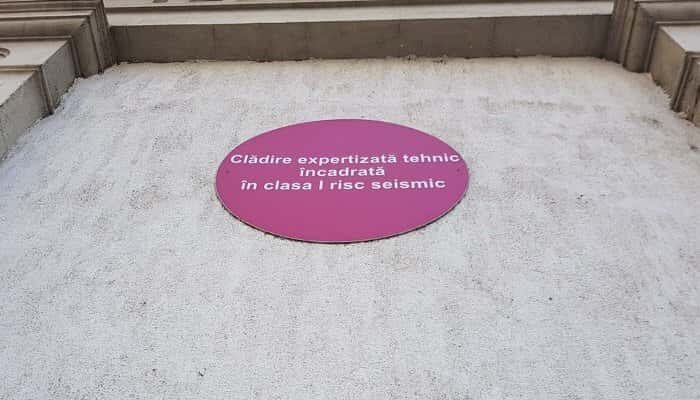 Clădire expertizată tehnic
încadrată
în clasa I risc seismic